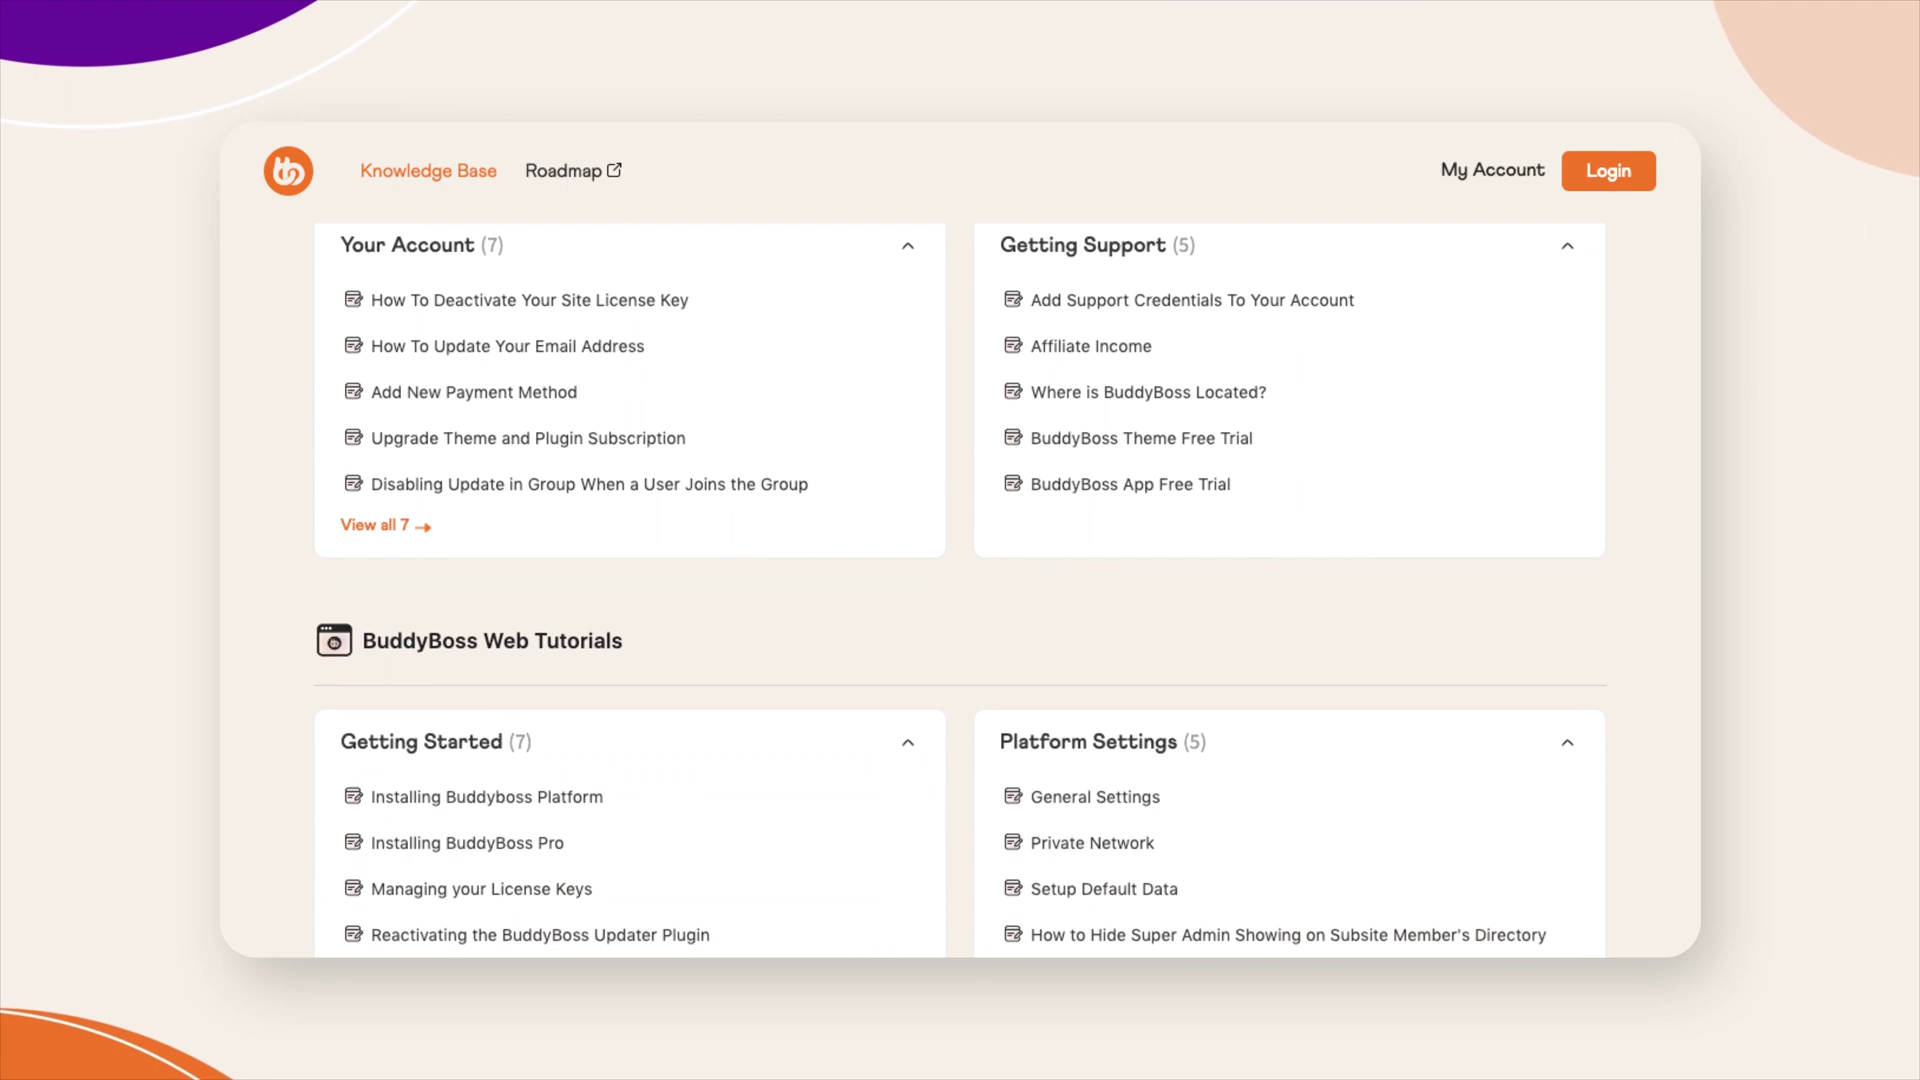 Knowledge Base Roadmap My Account Login
Your Account (7)
How To Deactivate Your Site License Key
How To Update Your Email Address
Add New Payment Method
Upgrade Theme and Plugin Subscription
Disabling Update in Group When a User Joins the Group
View all 7 →
Getting Support (5)
Add Support Credentials To Your Account
Affiliate Income
Where is BuddyBoss Located?
BuddyBoss Theme Free Trial
BuddyBoss App Free Trial
BuddyBoss Web Tutorials
Getting Started (7)
Installing Buddyboss Platform
Installing BuddyBoss Pro
Managing your License Keys
Reactivating the BuddyBoss Updater Plugin
Platform Settings (5)
General Settings
Private Network
Setup Default Data
How to Hide Super Admin Showing on Subsite Member's Directory